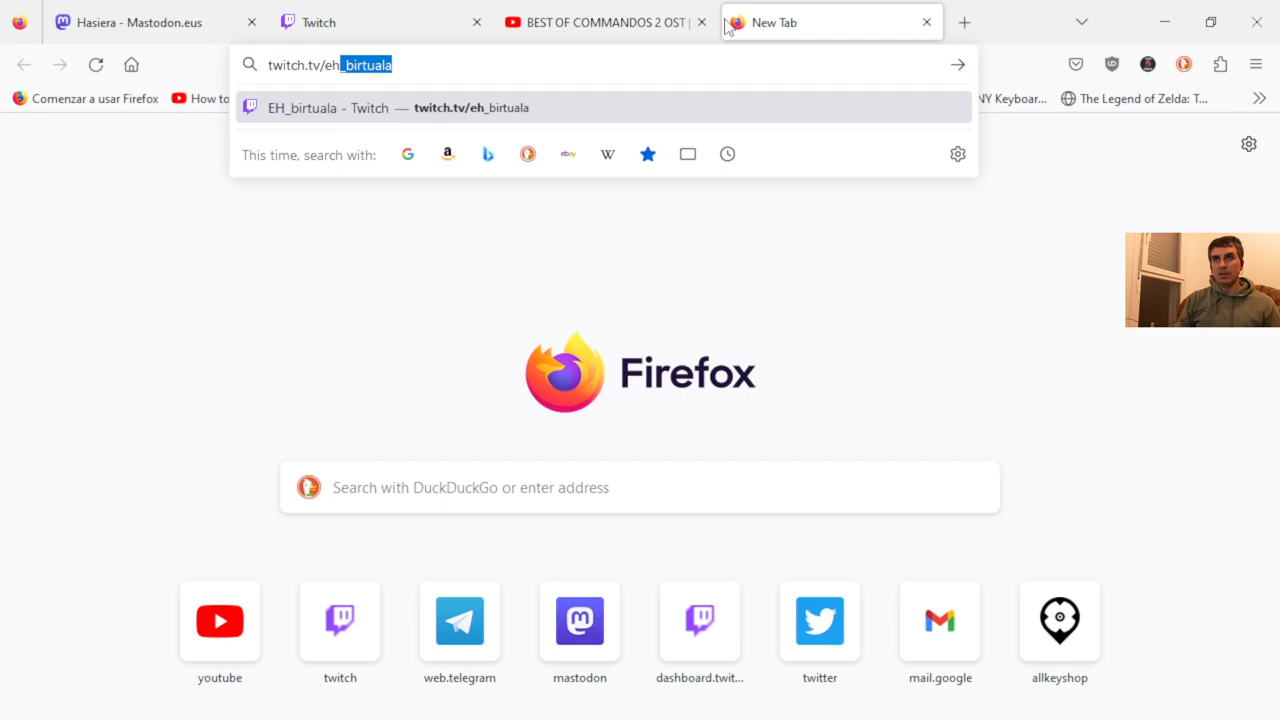 Hasiera - Mastodon.eus
Twitch
BEST OF COMMANDOS 2 OST |
New Tab
twitch.tv/eh_birtuala
Comenzar a usar Firefox
How to
EH_birtuala - Twitch — twitch.tv/eh_birtuala
NY Keyboar...
The Legend of Zelda: T...
This time, search with:
ebay
W
Firefox
Search with DuckDuckGo or enter address
youtube
twitch
web.telegram
mastodon
dashboard.twit...
twitter
mail.google
allkeyshop